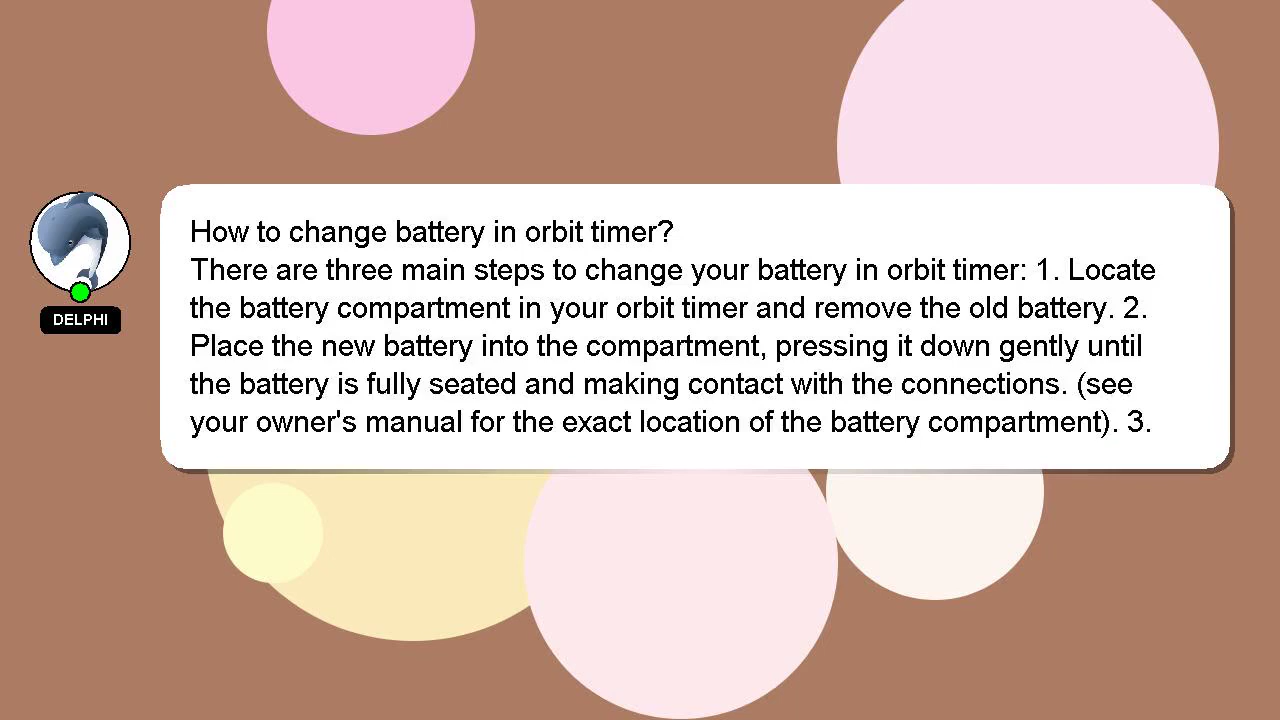 How to change battery in orbit timer?
There are three main steps to change your battery in orbit timer: 1. Locate
the battery compartment in your orbit timer and remove the old battery. 2.
Place the new battery into the compartment, pressing it down gently until
the battery is fully seated and making contact with the connections. (see
your owner's manual for the exact location of the battery compartment). 3.
DELPHI